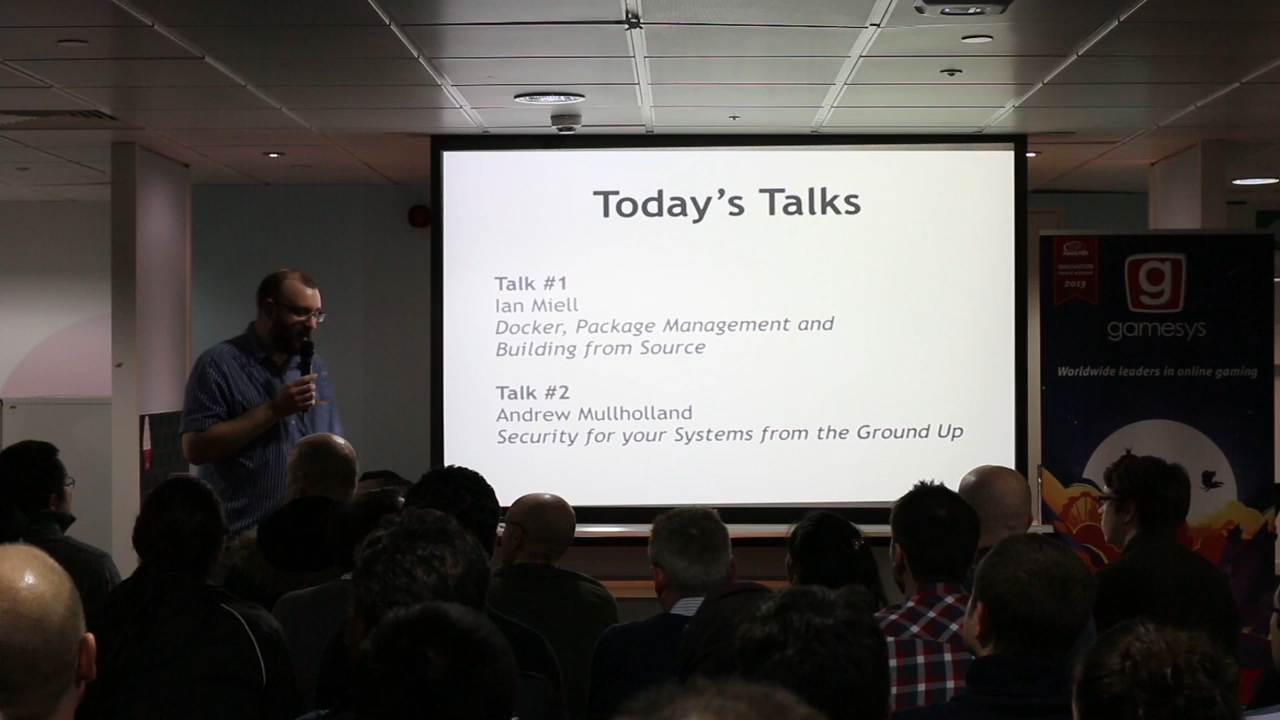 Today's Talks
Talk #1
Ian Miell
Docker, Package Management and
Building from Source
Talk #2
Andrew Mullholland
Security for your Systems from the Ground Up
INNOVATION
2013
g
gamesys
Worldwide leaders in online gaming